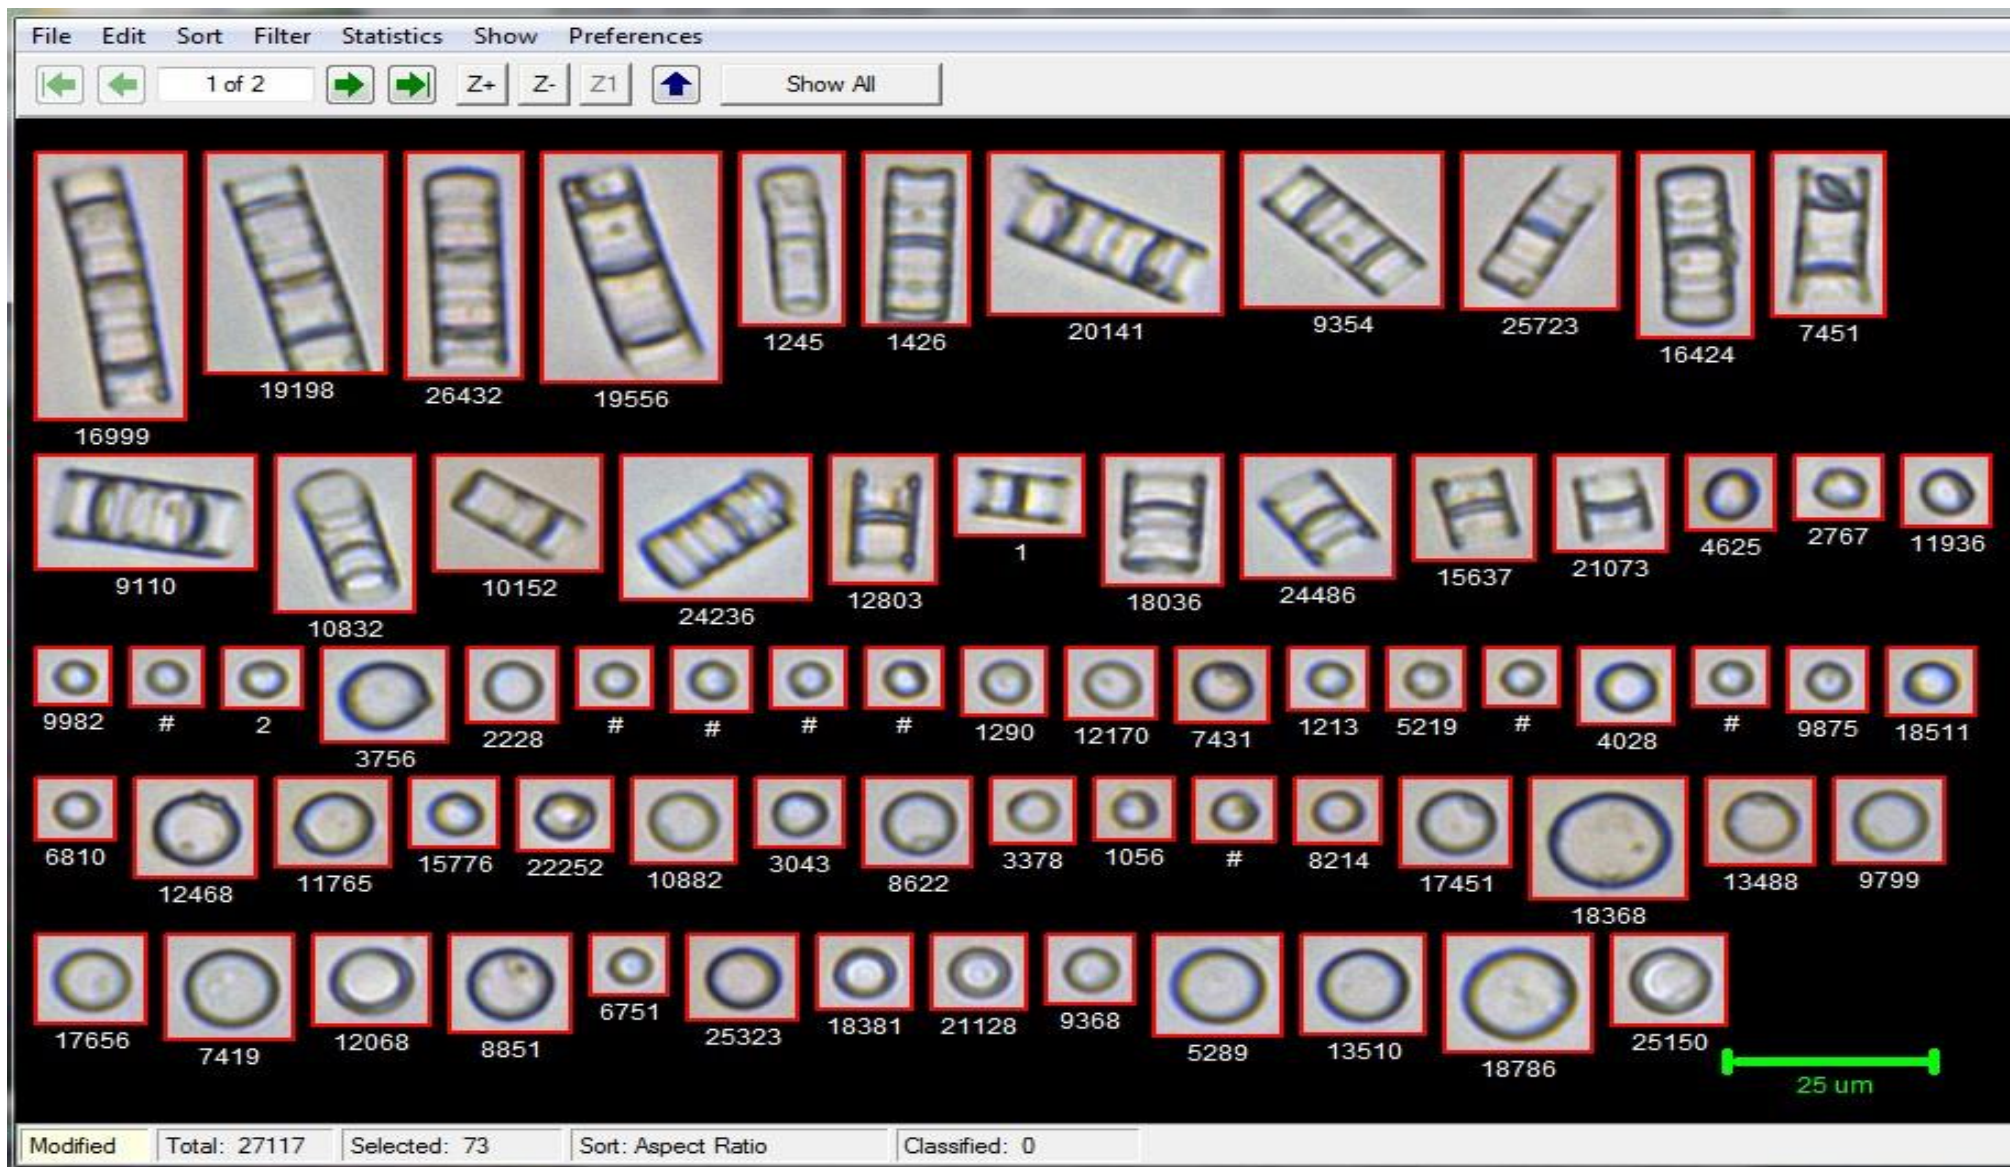 File Edit Sort Filter Statistics Show Preferences
1 of 2 Z+ Z- Z1 Show All
16999 19198 26432 19556 1245 1426 20141 9354 25723 16424 7451
9110 10832 10152 24236 12803 1 18036 24486 15637 21073 4625 2767 11936
9982 # 2 3756 2228 # # # # 1290 12170 7431 1213 5219 # 4028 # 9875 18511
6810 12468 11765 15776 22252 10882 3043 8622 3378 1056 # 8214 17451 18368 13488 9799
17656 7419 12068 8851 6751 25323 18381 21128 9368 5289 13510 18786 25150
25 um
Modified Total: 27117 Selected: 73 Sort: Aspect Ratio Classified: 0